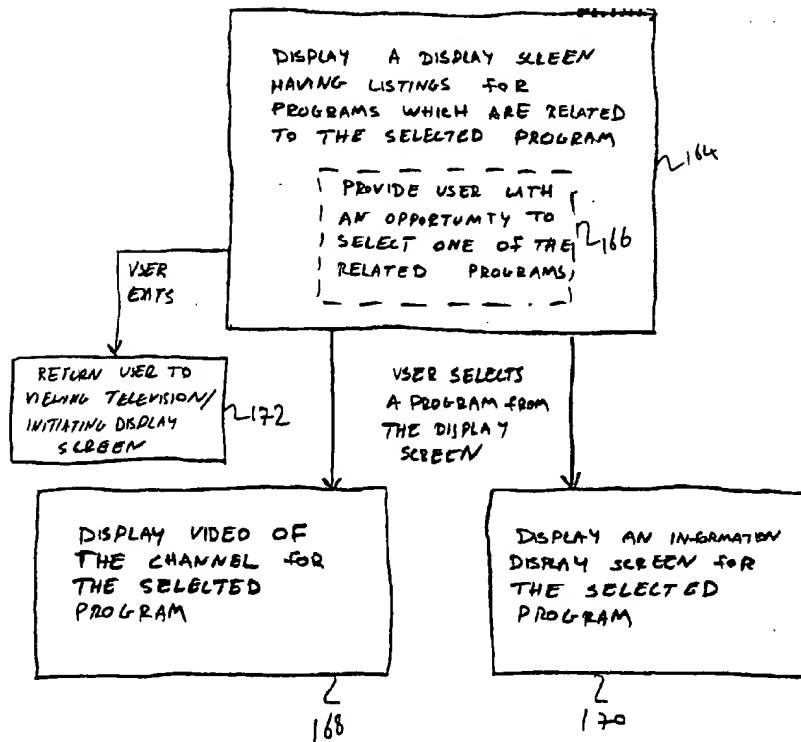 DISPLAY A DISPLAY SCREEN
HAVING LISTINGS FOR
PROGRAMS WHICH ARE RELATED
TO THE SELECTED PROGRAM
164
PROVIDE USER WITH
AN OPPORTUNITY TO
SELECT ONE OF THE
RELATED PROGRAMS
166
USER
EXITS
RETURN USER TO
VIEWING TELEVISION/
INITIATING DISPLAY
SCREEN
172
USER SELECTS
A PROGRAM FROM
THE DISPLAY
SCREEN
DISPLAY VIDEO OF
THE CHANNEL FOR
THE SELECTED
PROGRAM
168
DISPLAY AN INFORMATION
DISPLAY SCREEN FOR
THE SELECTED
PROGRAM
170